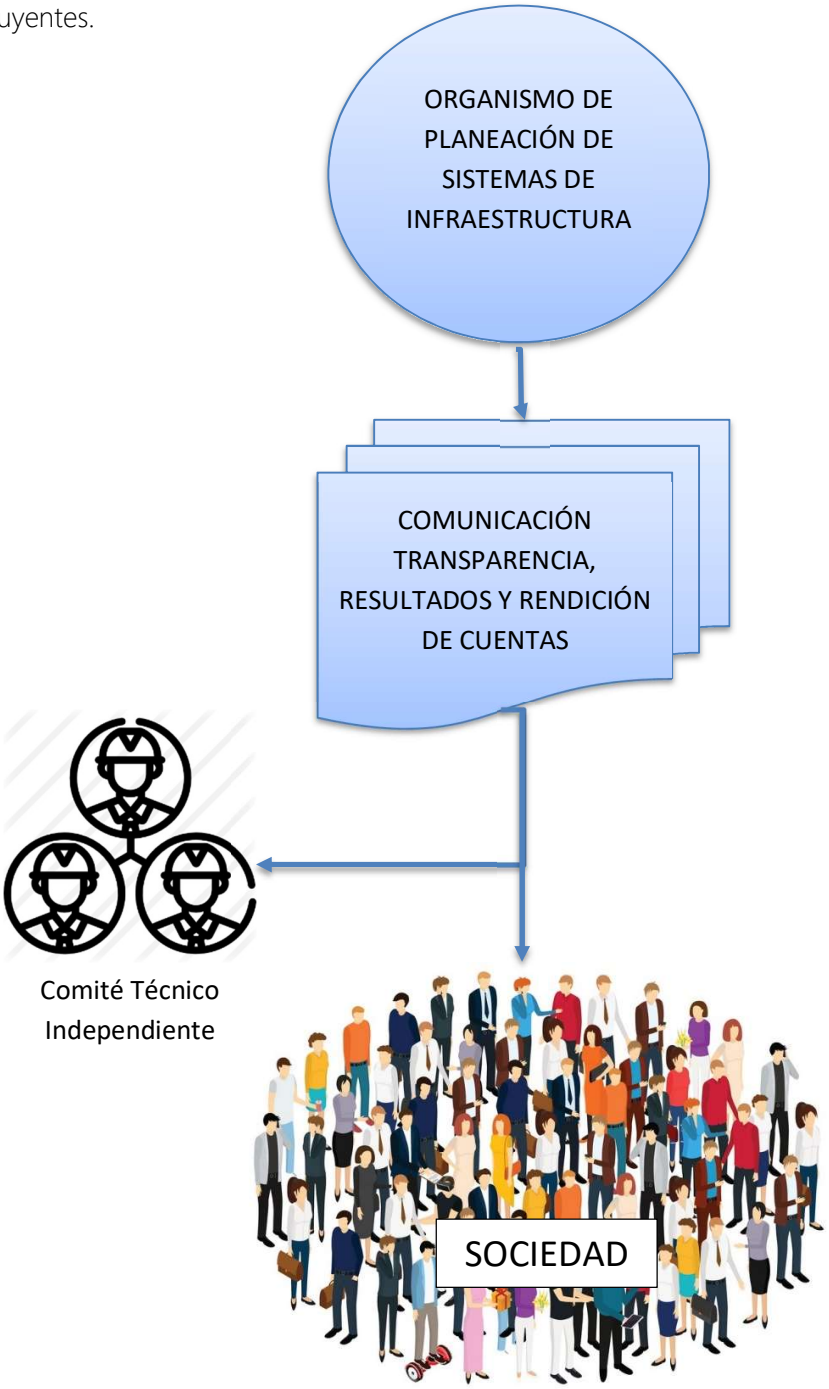 uyentes.
ORGANISMO DE
PLANEACIÓN DE
SISTEMAS DE
INFRAESTRUCTURA
COMUNICACIÓN
TRANSPARENCIA,
RESULTADOS Y RENDICIÓN
DE CUENTAS
Comité Técnico
Independiente
SOCIEDAD